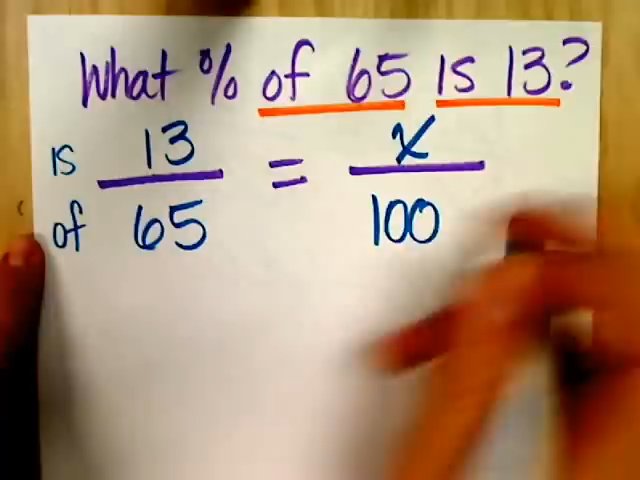 What % of 65 is 13?
is 13 = x
of 65 100